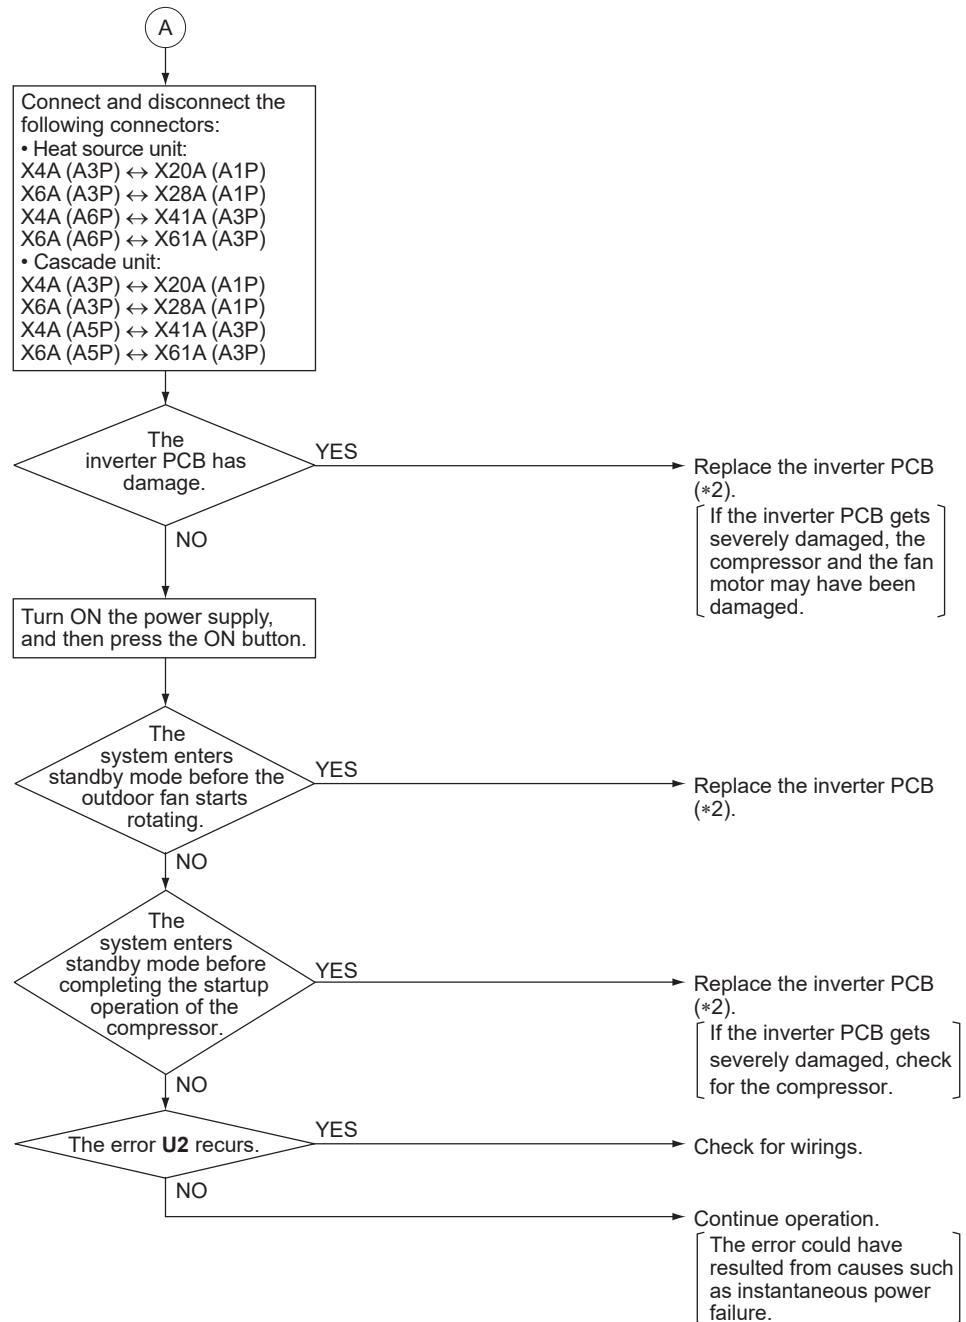 A
Connect and disconnect the
following connectors:
• Heat source unit:
X4A (A3P) ↔ X20A (A1P)
X6A (A3P) ↔ X28A (A1P)
X4A (A6P) ↔ X41A (A3P)
X6A (A6P) ↔ X61A (A3P)
• Cascade unit:
X4A (A3P) ↔ X20A (A1P)
X6A (A3P) ↔ X28A (A1P)
X4A (A5P) ↔ X41A (A3P)
X6A (A5P) ↔ X61A (A3P)
The
inverter PCB has
damage.
YES
Replace the inverter PCB
(*2).
If the inverter PCB gets
severely damaged, the
compressor and the fan
motor may have been
damaged.
NO
Turn ON the power supply,
and then press the ON button.
The
system enters
standby mode before the
outdoor fan starts
rotating.
YES
Replace the inverter PCB
(*2).
NO
The
system enters
standby mode before
completing the startup
operation of the
compressor.
YES
Replace the inverter PCB
(*2).
If the inverter PCB gets
severely damaged, check
for the compressor.
NO
The error U2 recurs.
YES
Check for wirings.
NO
Continue operation.
The error could have
resulted from causes such
as instantaneous power
failure.